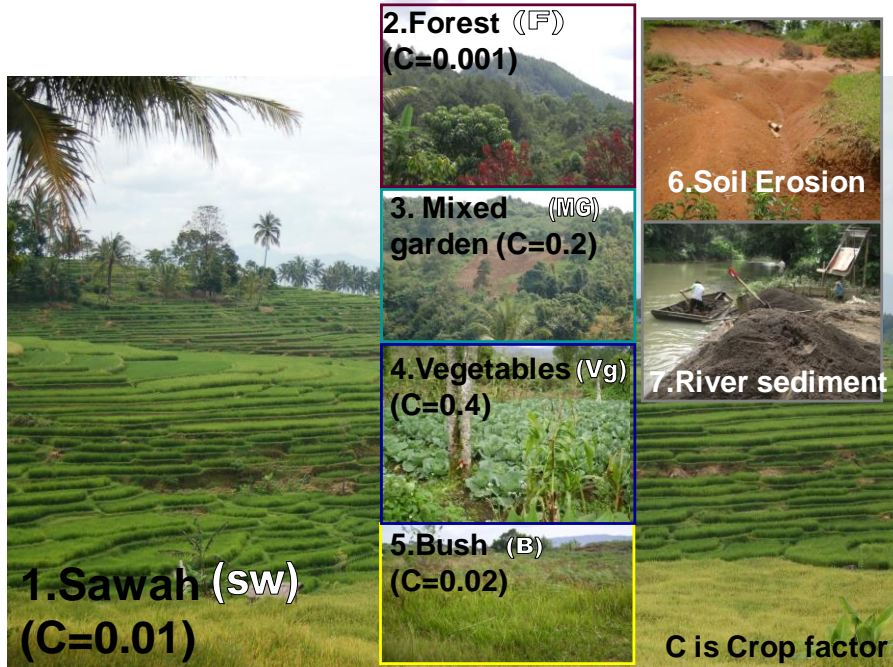 1.Sawah (sw)
(C=0.01)
2.Forest (F)
(C=0.001)
3. Mixed (MG)
garden (C=0.2)
4.Vegetables (Vg)
(C=0.4)
5.Bush (B)
(C=0.02)
6.Soil Erosion
7.River sediment
C is Crop factor